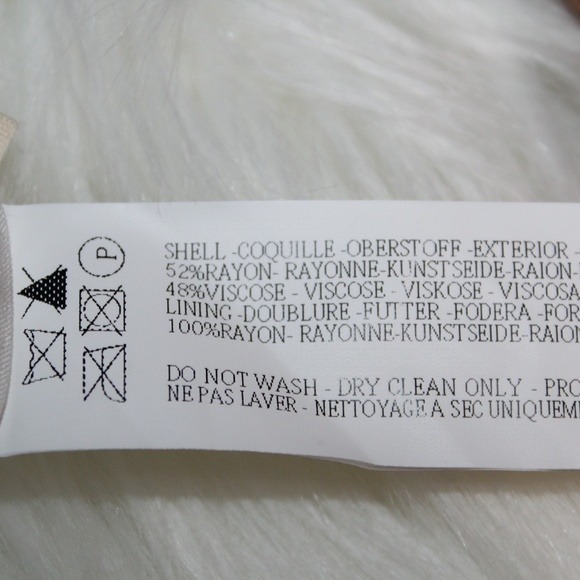 P
SHELL -COQUILLE -OBERSTOFF -EXTERIOR -
52%RAYON- RAYONNE-KUNSTSEIDE-RAION-
48%VISCOSE - VISCOSE - VISKOSE - VISCOSA
LINING -DOUBLURE -FUTTER -FODERA -FOR
100%RAYON- RAYONNE-KUNSTSEIDE-RAION
DO NOT WASH - DRY CLEAN ONLY - PRO
NE PAS LAVER - NETTOYAGE A SEC UNIQUEME